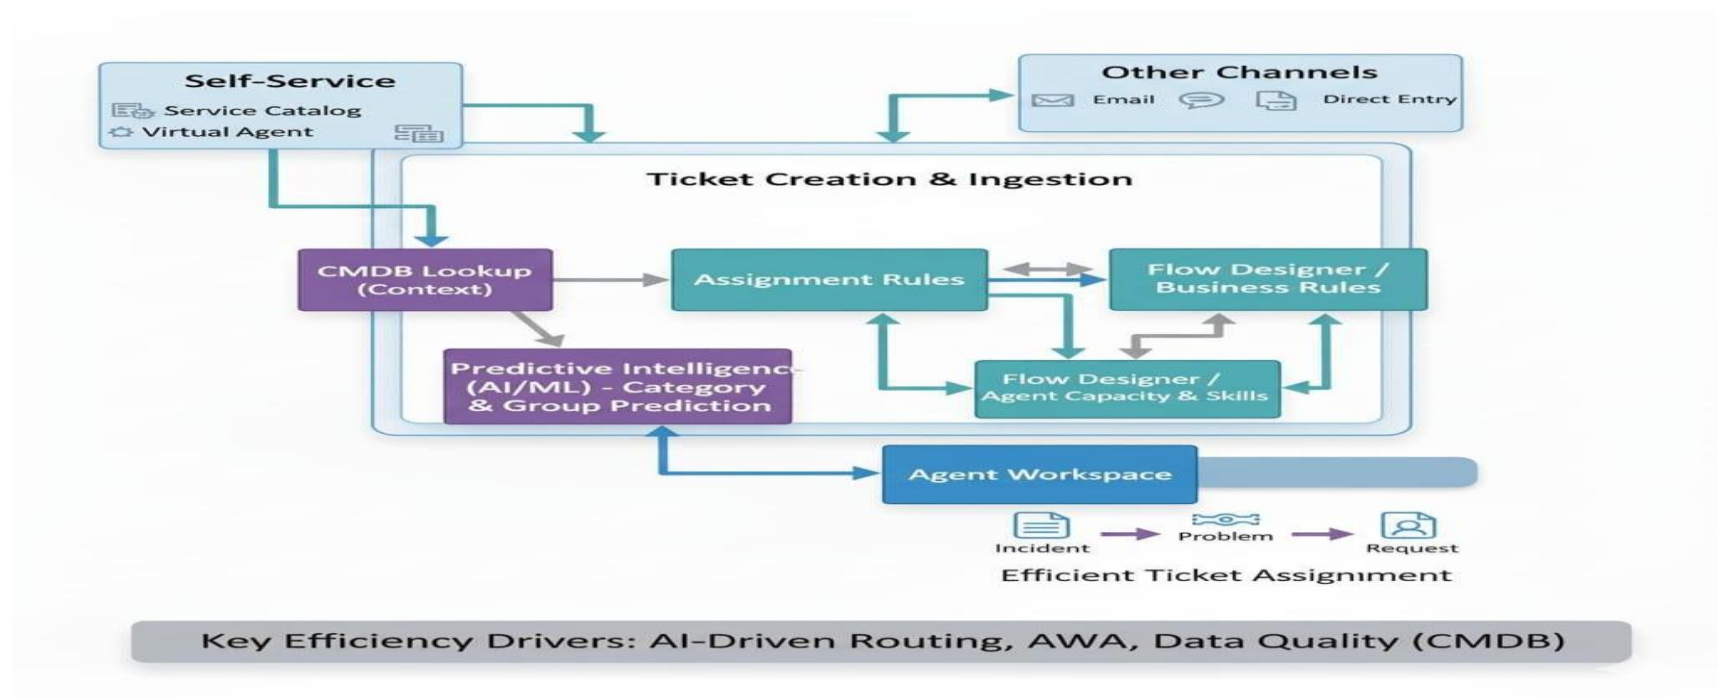 Self-Service
Service Catalog
Virtual Agent
Other Channels
Email
Direct Entry
Ticket Creation & Ingestion
CMDB Lookup
(Context)
Assignment Rules
Flow Designer /
Business Rules
Predictive Intelligenc
(AI/ML) - Category
& Group Prediction
Flow Designer /
Agent Capacity & Skills
Agent Workspace
Incident
Problem
Request
Efficient Ticket Assignment
Key Efficiency Drivers: AI-Driven Routing, AWA, Data Quality (CMDB)